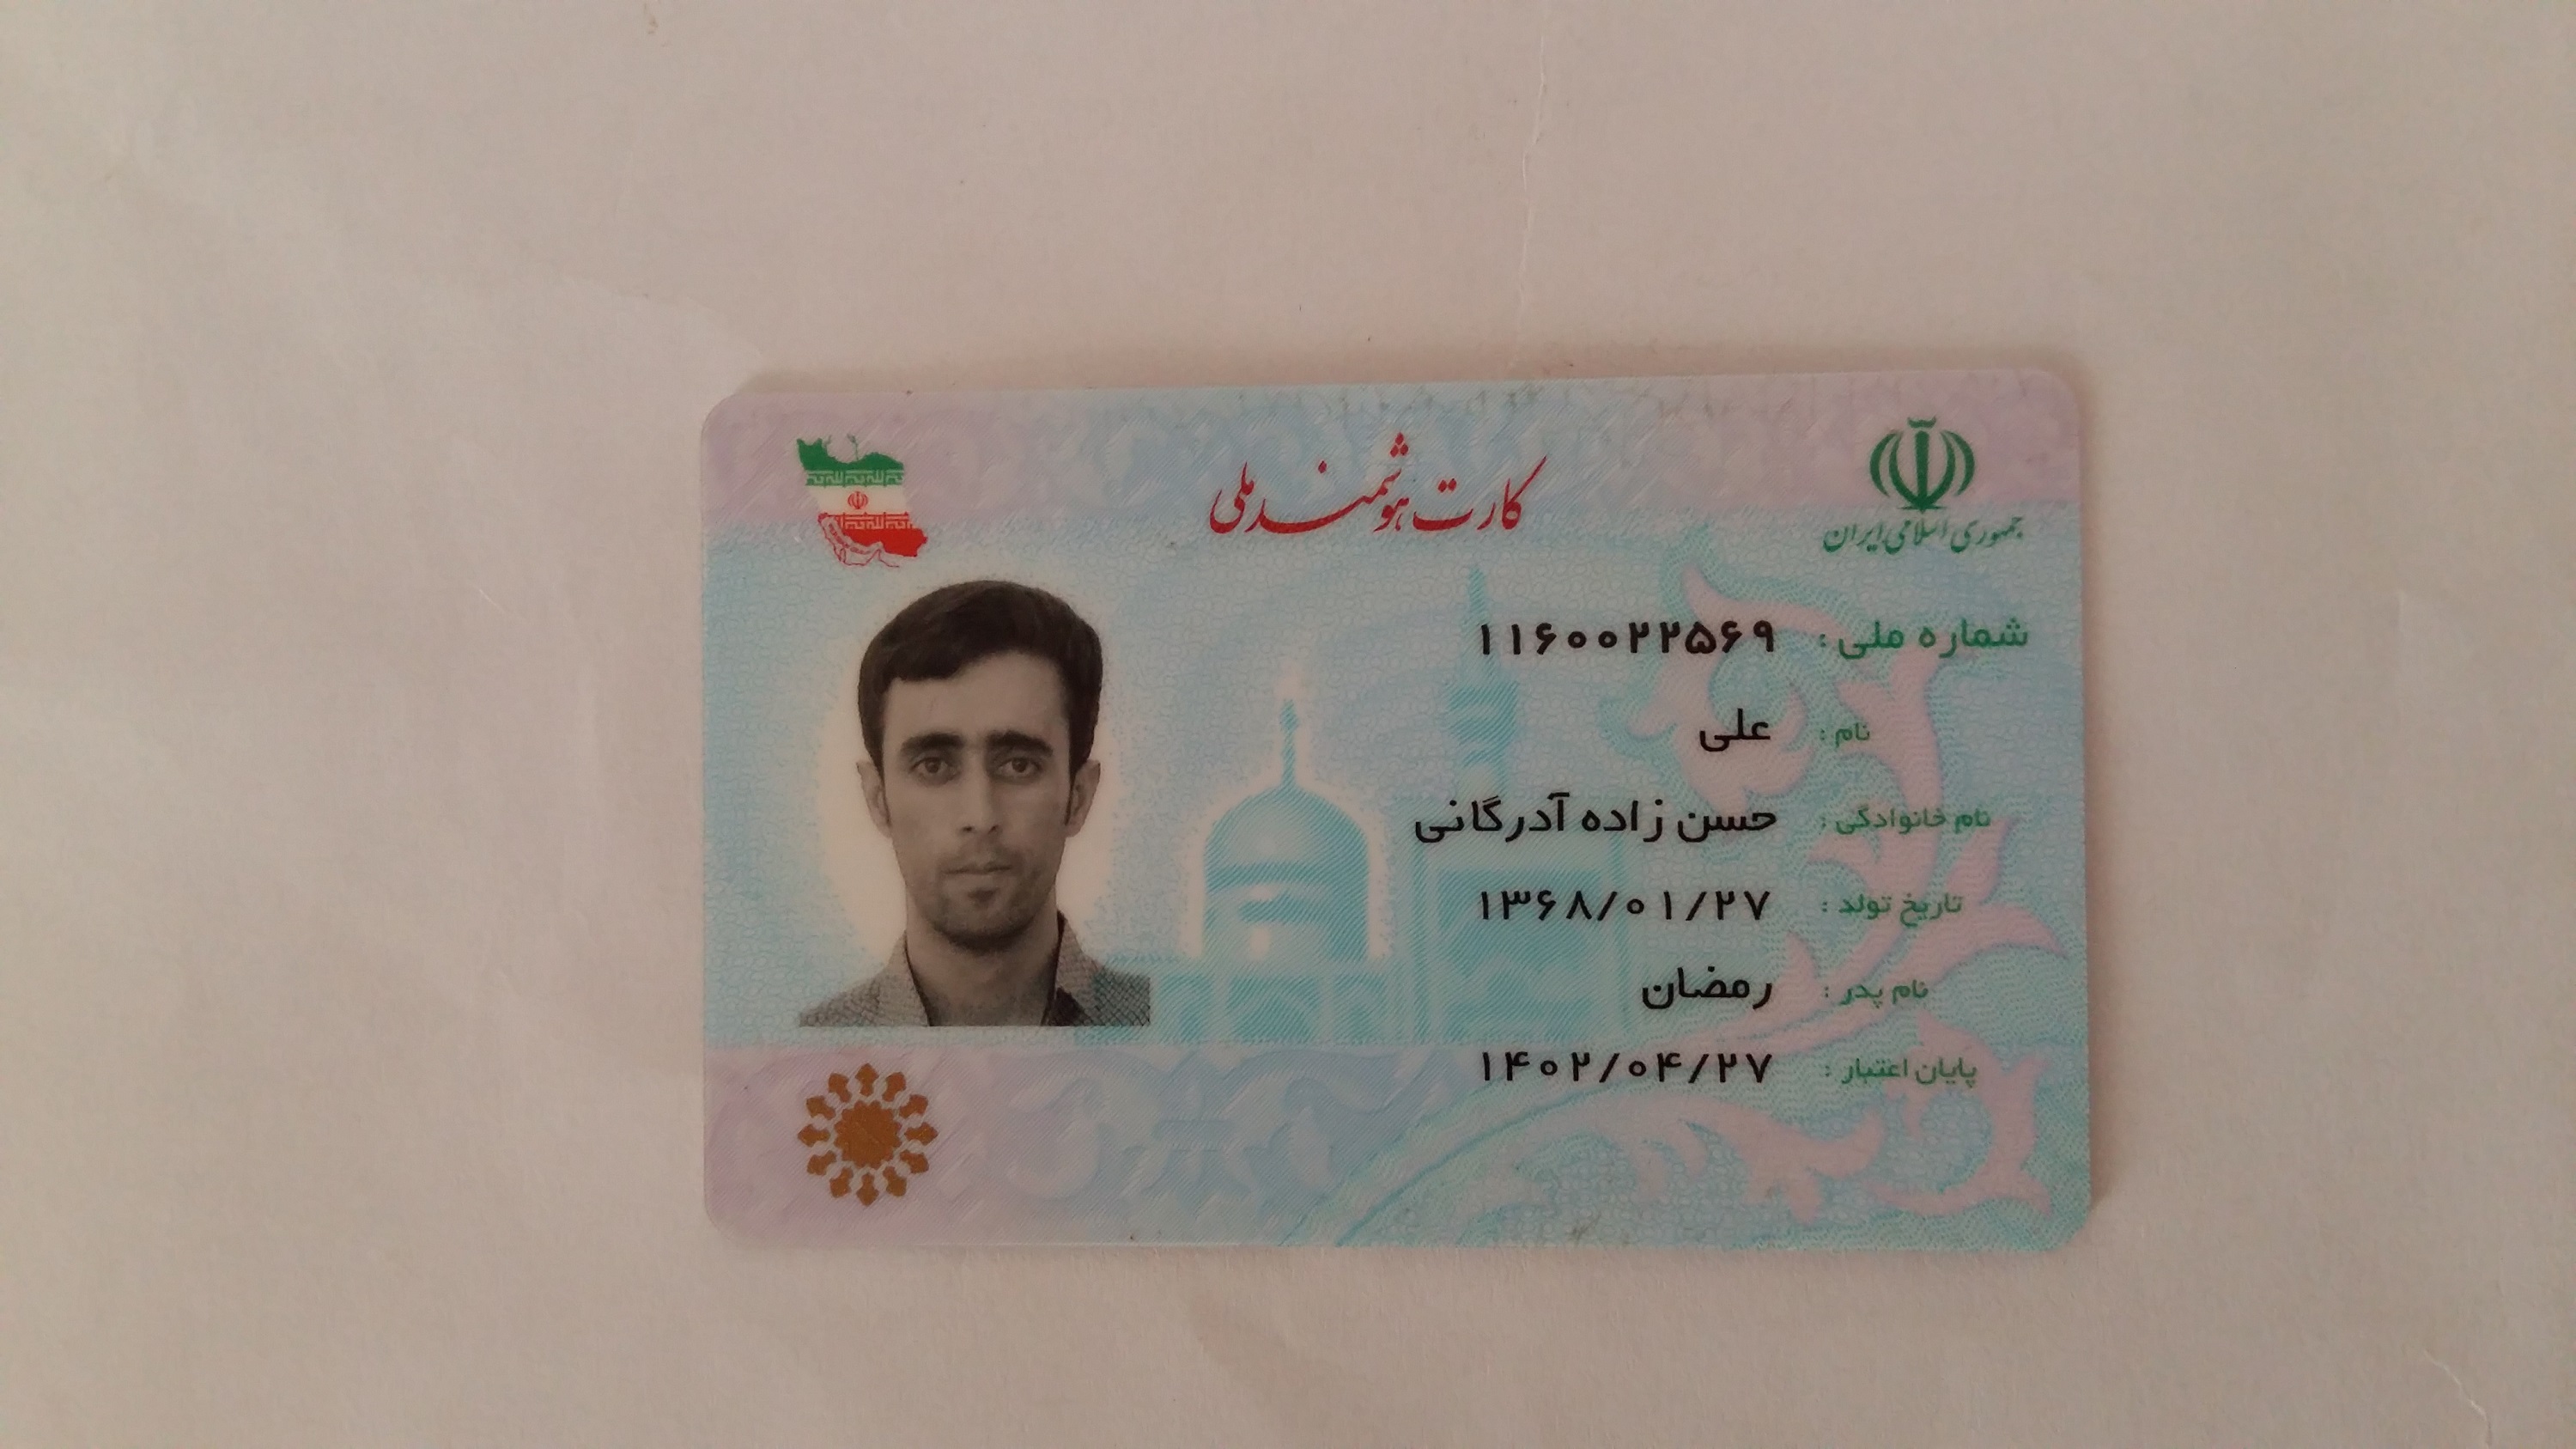 جمهوری اسلامی ایران
کارت هوشمند ملی
شماره ملی : ۱۱۶۰۰۲۲۵۶۹
نام : علی
نام خانوادگی : حسن زاده آدرگانی
تاریخ تولد : ۱۳۶۸/۰۱/۲۷
نام پدر : رمضان
پایان اعتبار : ۱۴۰۲/۰۴/۲۷